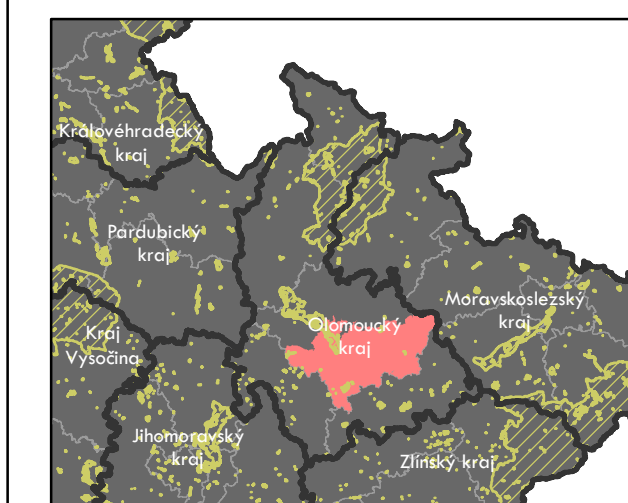 Královéhradecký
kraj
Pardubický
kraj
Moravskoslezský
kraj
Olomoucký
kraj
Kraj
Vysočina
Jihomoravský
kraj
Zlínský kraj